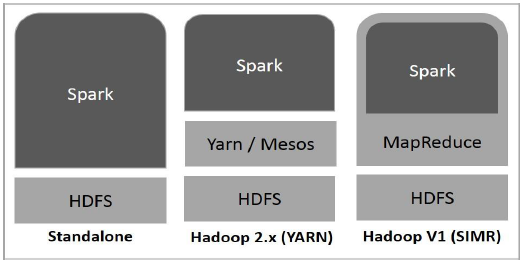 Spark
HDFS
Standalone
Spark
Yarn / Mesos
HDFS
Hadoop 2.x (YARN)
Spark
MapReduce
HDFS
Hadoop V1 (SIMR)